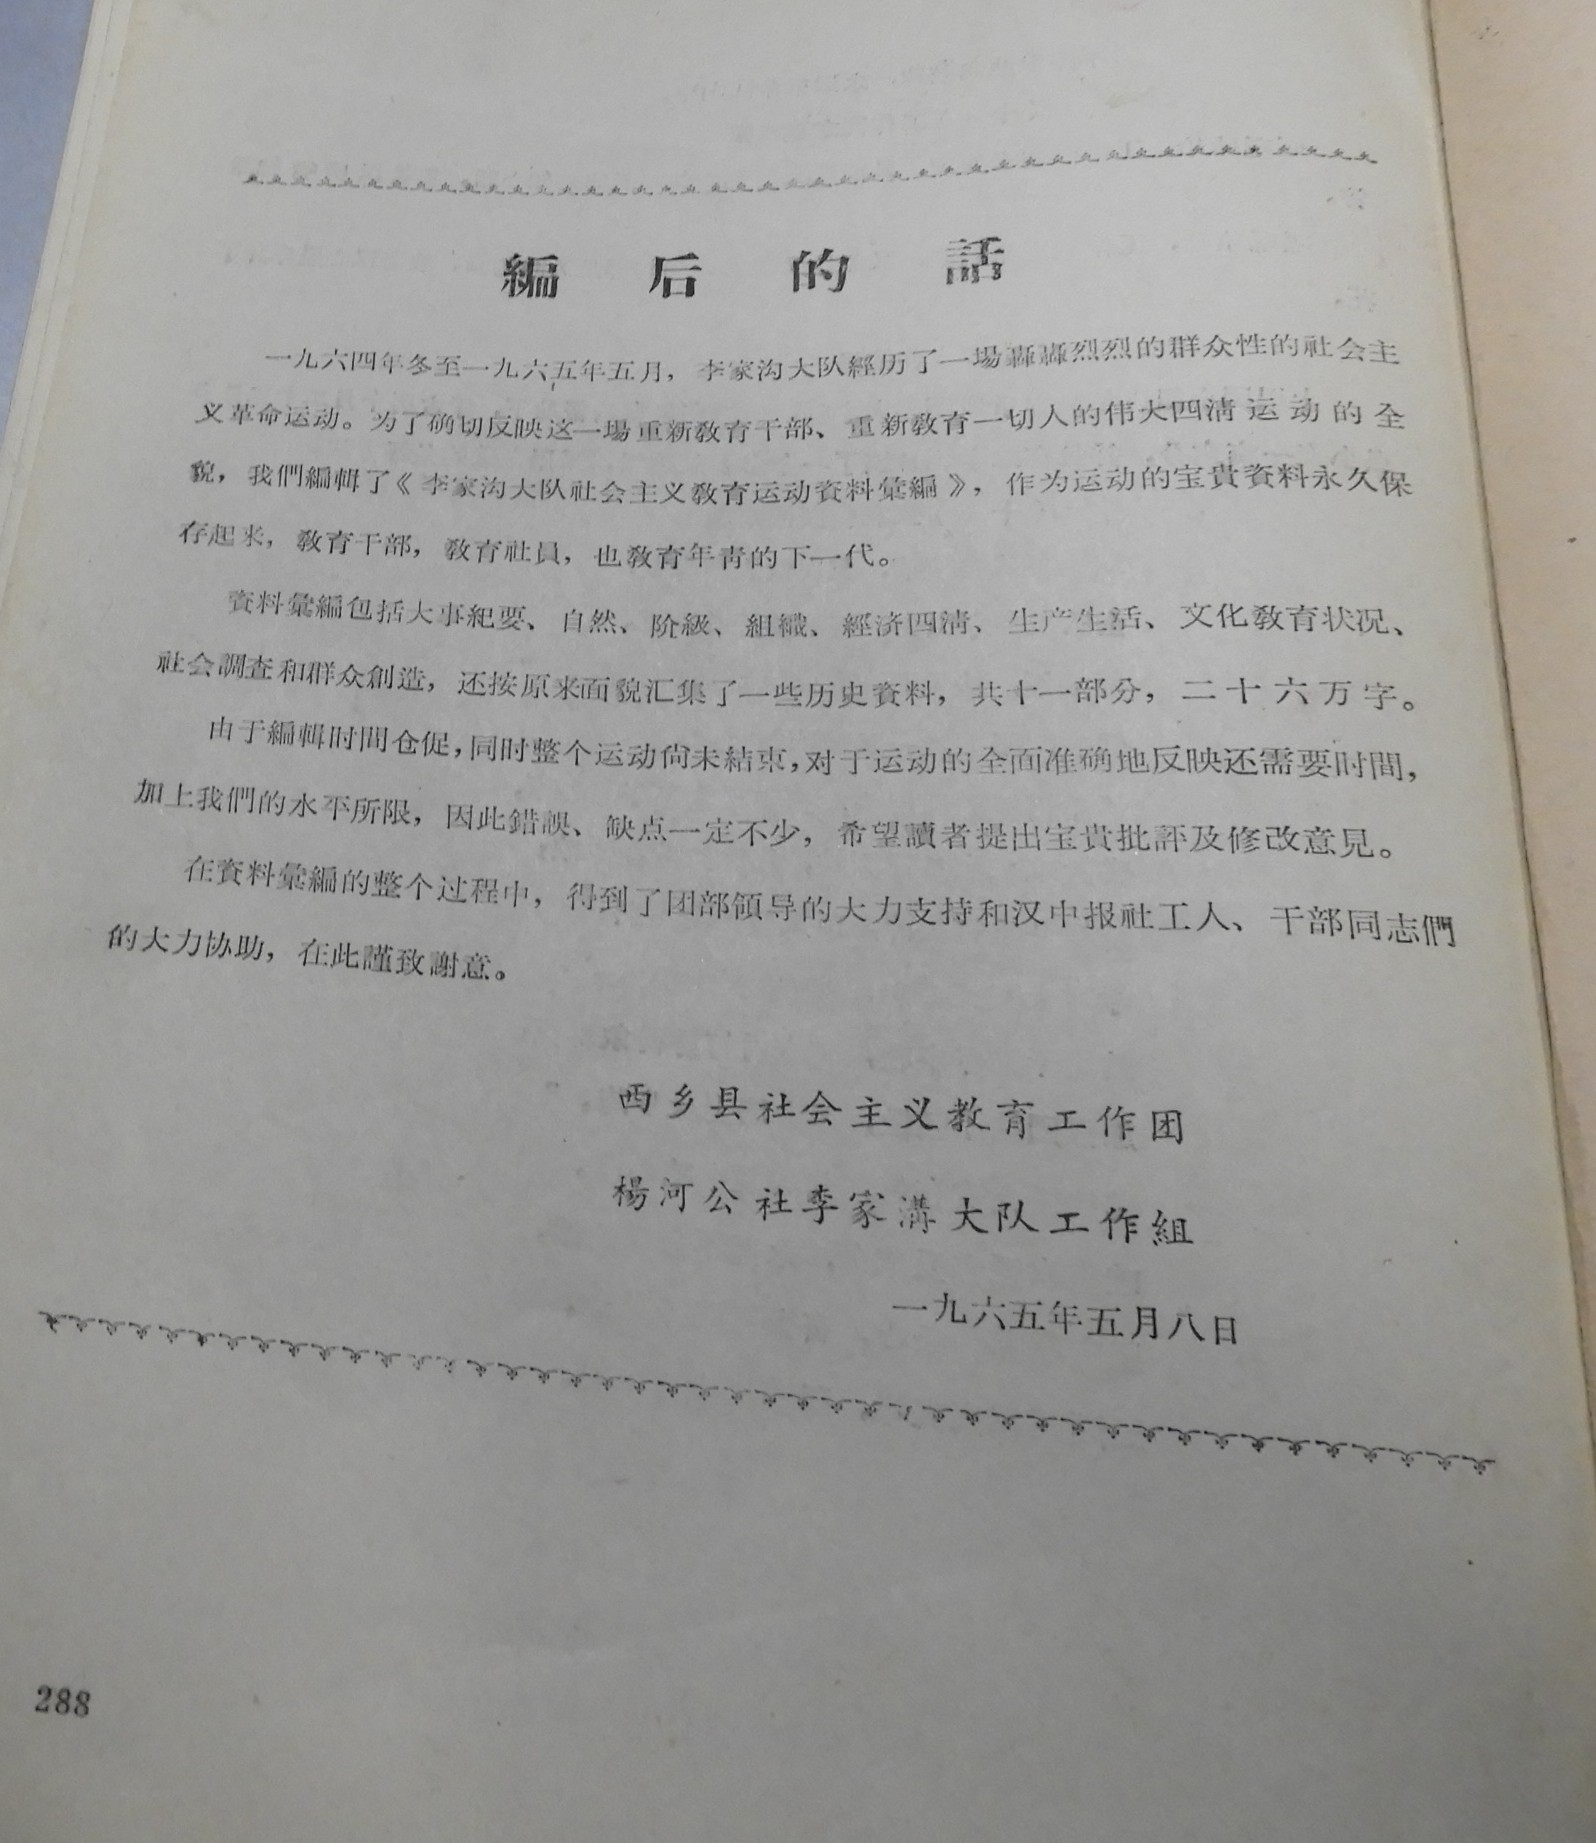 編后的話
一九六四年冬至一九六五年五月，李家沟大队經历了一場轟轟烈烈的群众性的社会主
义革命运动。为了确切反映这一場重新敎育干部、重新敎育一切人的伟大四清运动的全
貌，我們編輯了《李家沟大队社会主义敎育运动資料彙編》，作为运动的宝貴資料永久保
存起来，敎育干部，敎育社員，也敎育年青的下一代。
資料彙編包括大事紀要、自然、阶級、組織、經济四清、生产生活、文化敎育状况、
社会調査和群众創造，还按原来面貌汇集了一些历史資料，共十一部分，二十六万字。
由于編輯时間仓促，同时整个运动尙未結束，对于运动的全面准确地反映还需要时間，
加上我們的水平所限，因此錯誤、缺点一定不少，希望讀者提出宝貴批評及修改意見。
在資料彙編的整个过程中，得到了团部領导的大力支持和汉中报社工人、干部同志們
的大力协助，在此謹致謝意。
西乡县社会主义教育工作团
楊河公社李家溝大队工作組
一九六五年五月八日
288